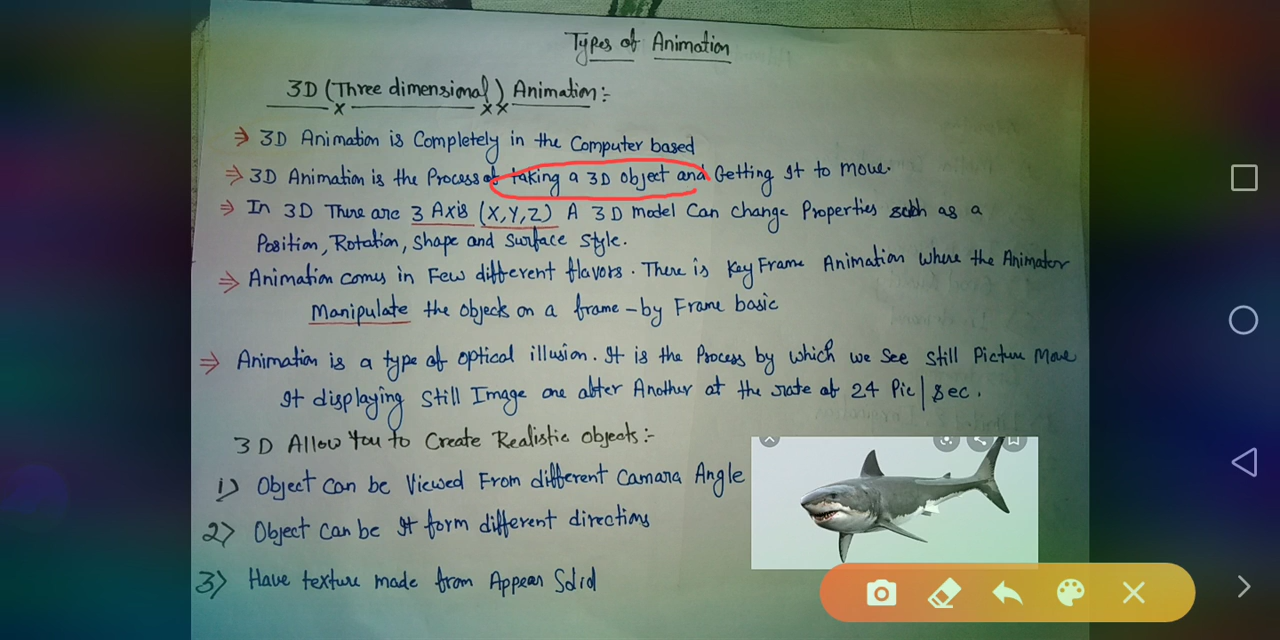 Types of Animation
3D (Three dimensional) Animation:-
⇒ 3D Animation is Completely in the Computer based
⇒ 3D Animation is the Process of taking a 3D object and Getting It to move.
⇒ In 3D There are 3 Axis (X,Y,Z) A 3D model Can change Properties such as a
Position, Rotation, Shape and Surface Style.
⇒ Animation comes in Few different flavors. There is Key Frame Animation where the Animator
Manipulate the objects on a frame-by Frame basic
⇒ Animation is a type of optical illusion. It is the Process by which we See Still Picture Move
It displaying Still Image one after Another at the rate of 24 Pic|Sec.
3D Allow You to Create Realistic objects:-
1) Object can be Viewed From different Camara Angle
2) Object can be It form different directions
3) Have texture made from Appear Solid